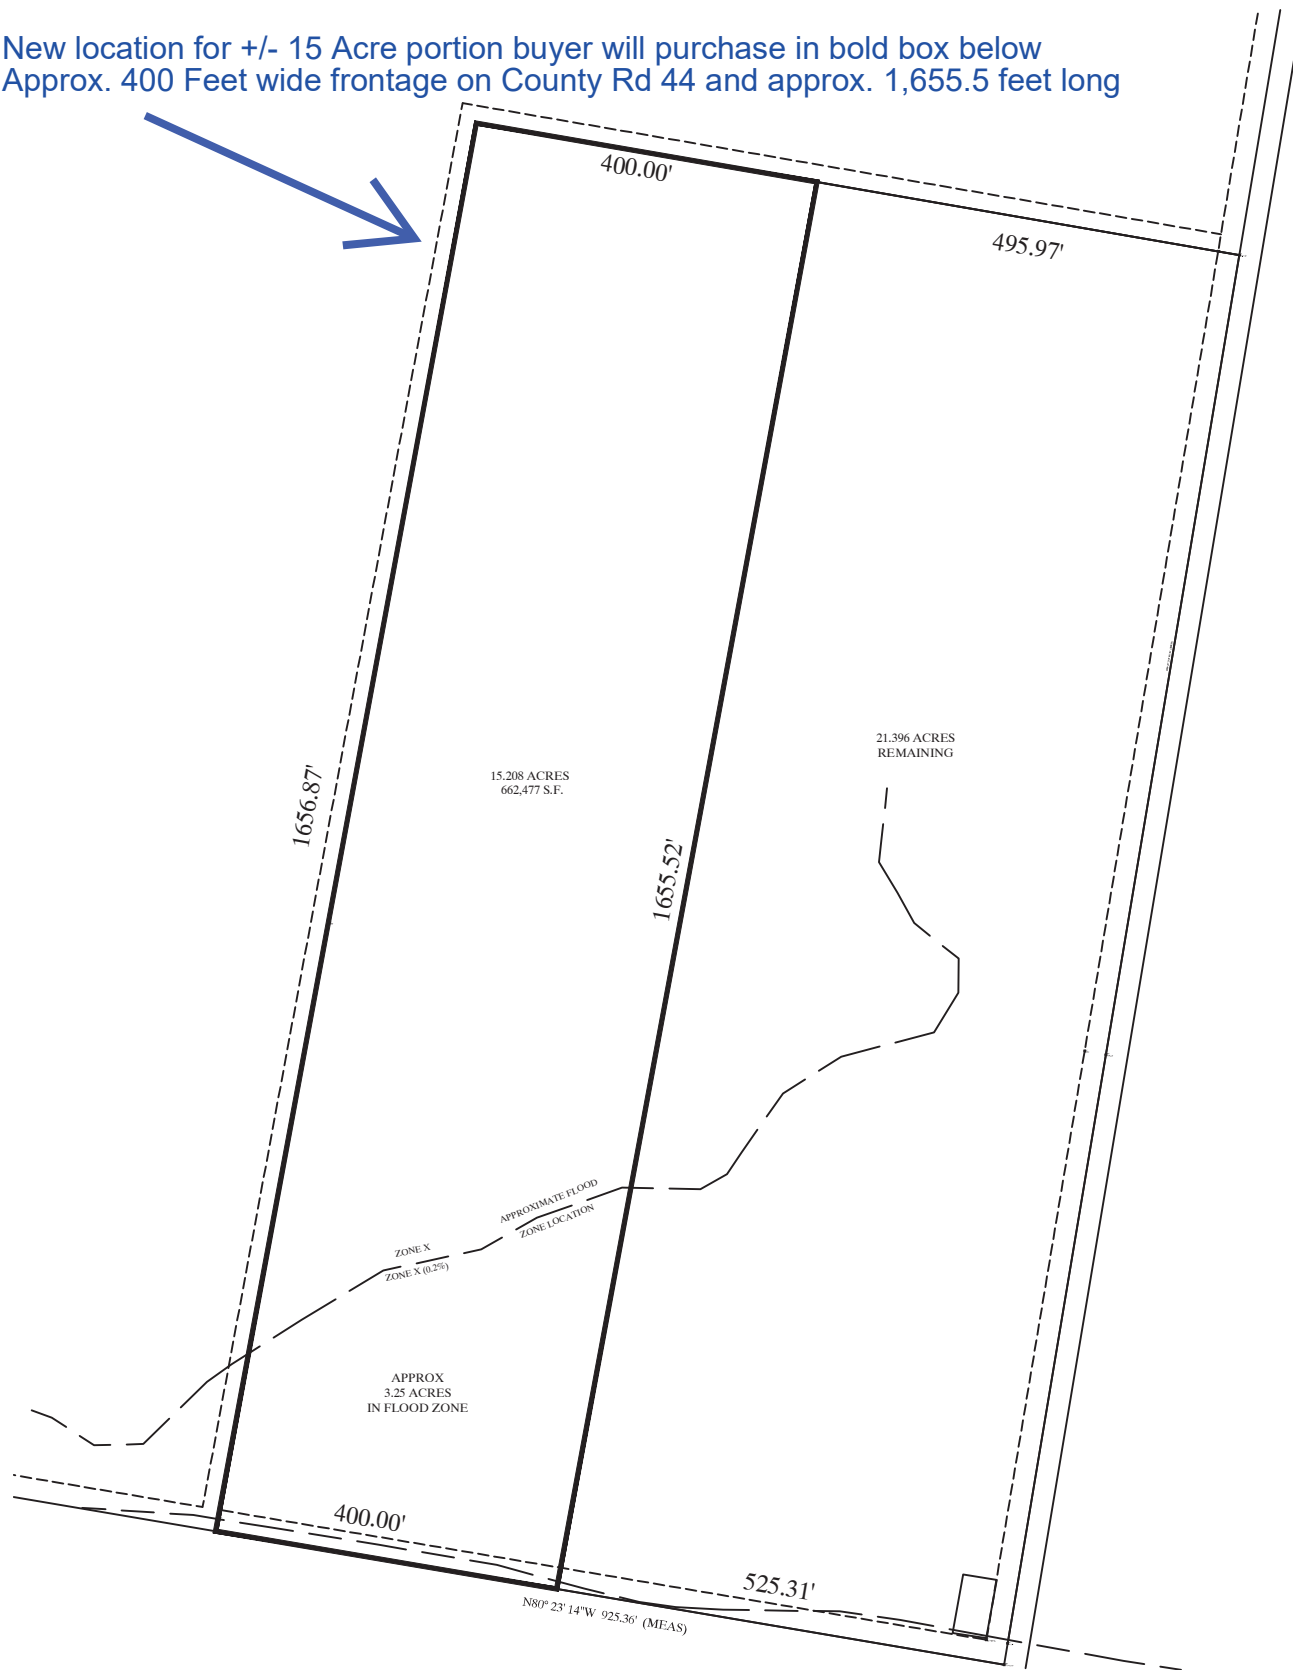 New location for +/- 15 Acre portion buyer will purchase in bold box below
Approx. 400 Feet wide frontage on County Rd 44 and approx. 1,655.5 feet long
400.00'
495.97'
21.396 ACRES
REMAINING
15.208 ACRES
662,477 S.F.
1656.87'
1655.52'
APPROXIMATE FLOOD
ZONE LOCATION
ZONE X
ZONE X (0.2%)
APPROX
3.25 ACRES
IN FLOOD ZONE
400.00'
525.31'
N80° 23' 14"W 925.36' (MEAS)